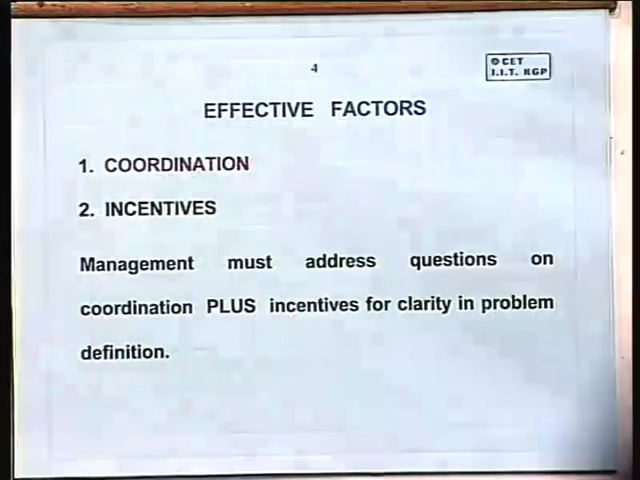 4
© CET
I.I.T. KGP
EFFECTIVE FACTORS
1. COORDINATION
2. INCENTIVES
Management must address questions on
coordination PLUS incentives for clarity in problem
definition.